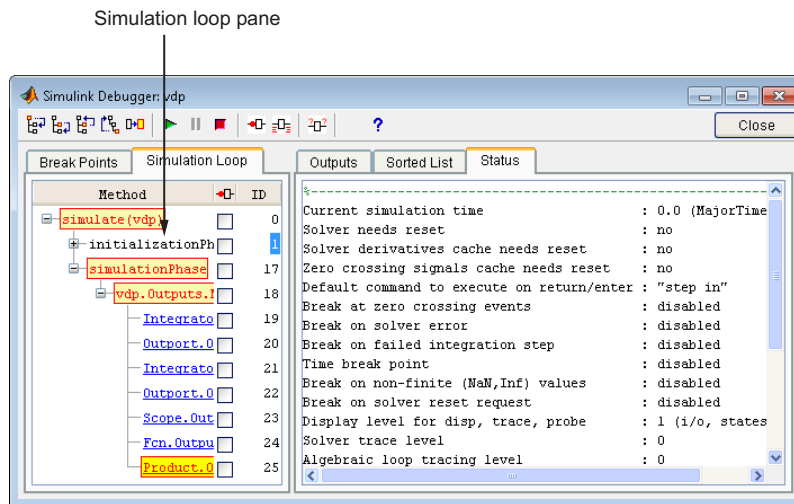 Simulation loop pane
Simulink Debugger: vdp
Close
Break Points Simulation Loop
Outputs Sorted List Status
Method ID
simulate(vdp) 0
initializationPh 1
simulationPhase 17
vdp.Outputs. 18
Integrato 19
Outport.O 20
Integrato 21
Outport.O 22
Scope.Out 23
Fcn.Outpu 24
Product.O 25
%----------------------------------------------------------------
Current simulation time : 0.0 (MajorTime
Solver needs reset : no
Solver derivatives cache needs reset : no
Zero crossing signals cache needs reset : no
Default command to execute on return/enter : "step in"
Break at zero crossing events : disabled
Break on solver error : disabled
Break on failed integration step : disabled
Time break point : disabled
Break on non-finite (NaN,Inf) values : disabled
Break on solver reset request : disabled
Display level for disp, trace, probe : 1 (i/o, states
Solver trace level : 0
Algebraic loop tracing level : 0